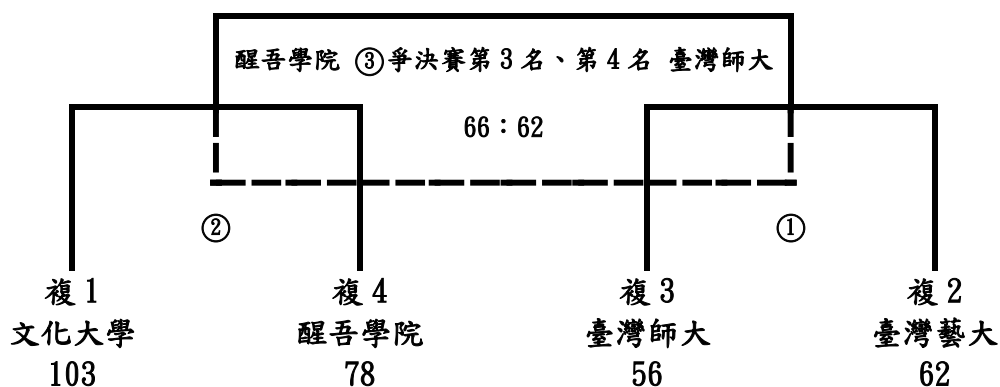 醒吾學院 ③爭決賽第3名、第4名 臺灣師大
66：62
② ①
複1 複4 複3 複2
文化大學 醒吾學院 臺灣師大 臺灣藝大
103 78 56 62